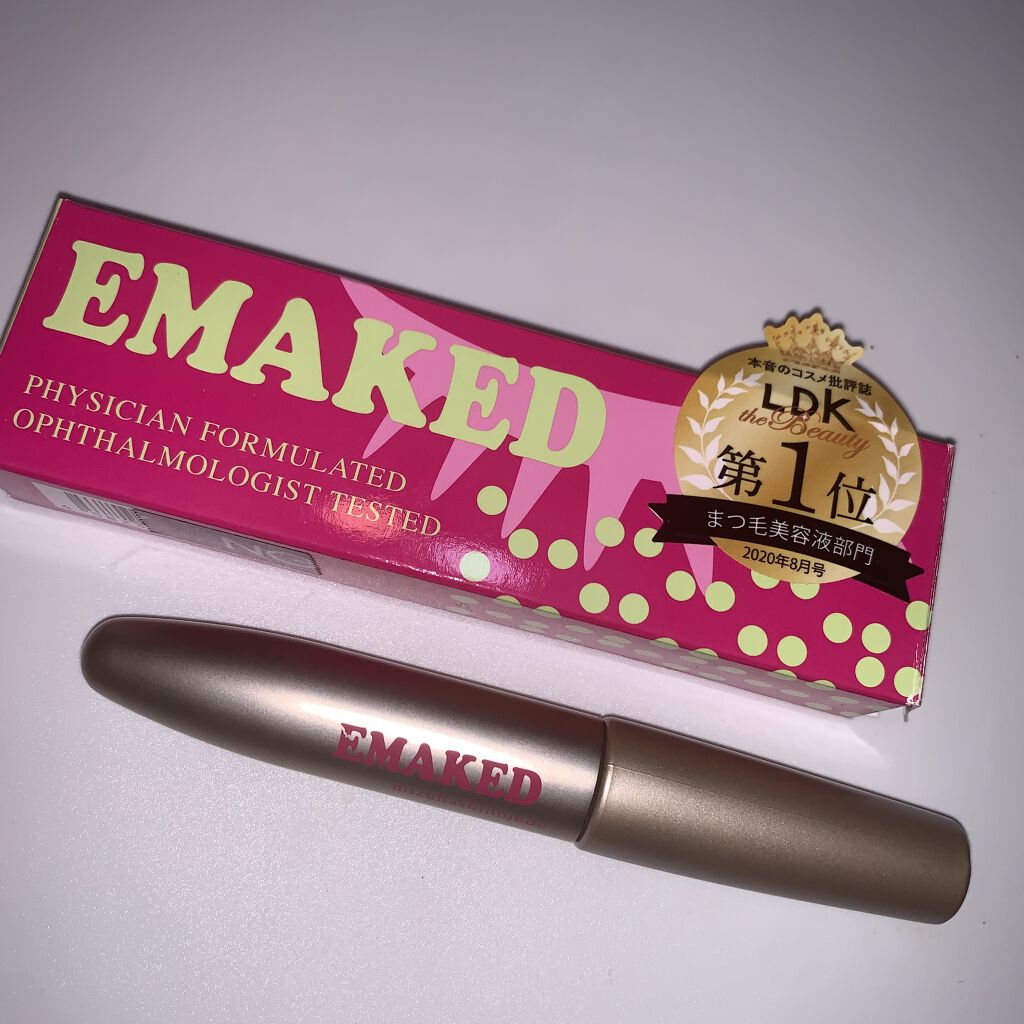 EMAKED
PHYSICIAN FORMULATED
OPHTHALMOLOGIST TESTED
本音のコスメ批評誌
LDK
the Beauty
第1位
まつ毛美容液部門
2020年8月号
EMAKED
mizuhashihojudo